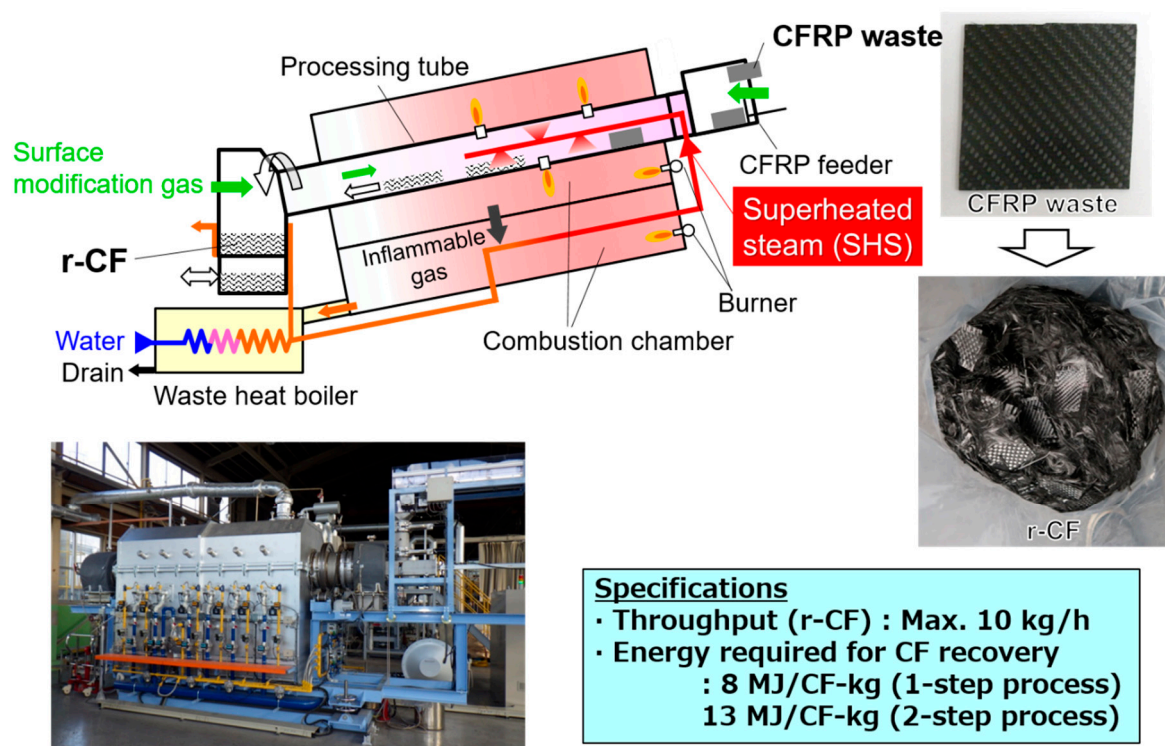 CFRP waste
Processing tube
Surface
modification gas
CFRP feeder
CFRP waste
Superheated
steam (SHS)
r-CF
Inflammable
gas
Burner
Water
Combustion chamber
Drain
Waste heat boiler
r-CF
Specifications
· Throughput (r-CF) : Max. 10 kg/h
· Energy required for CF recovery
: 8 MJ/CF-kg (1-step process)
13 MJ/CF-kg (2-step process)